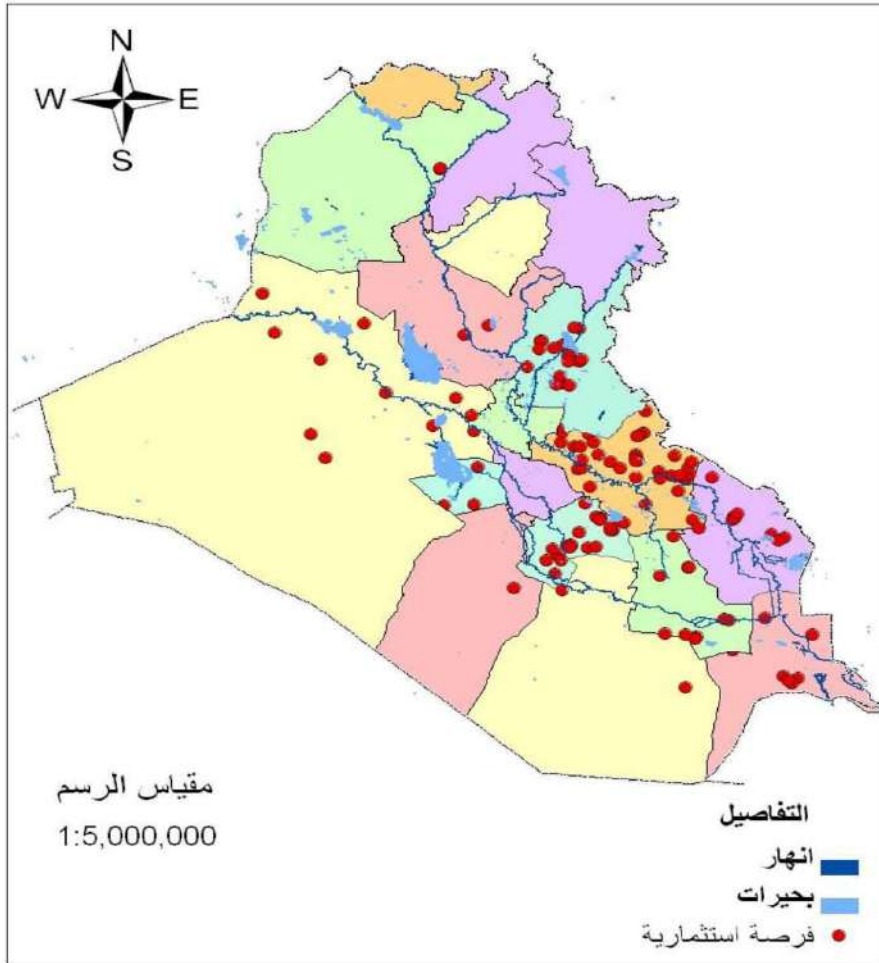 N
W E
S
مقياس الرسم
1:5,000,000
التفاصيل
انهار
بحيرات
فرصة استثمارية